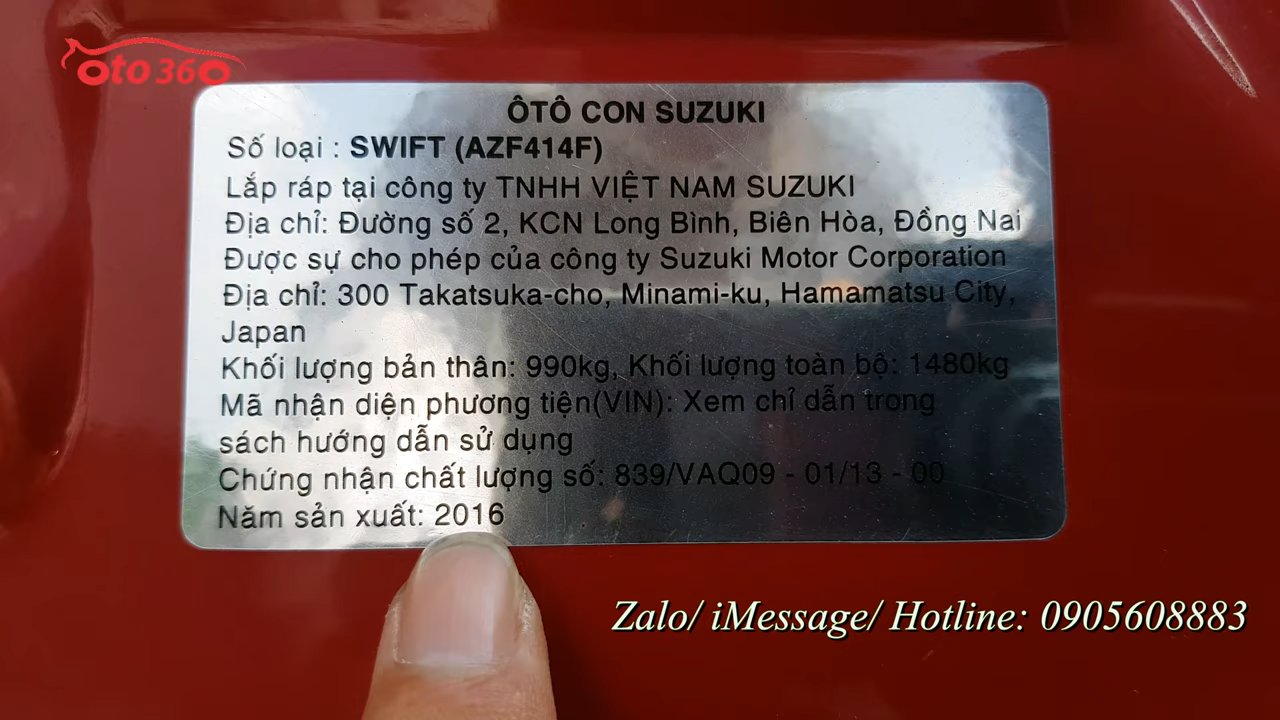 oto360
ÔTÔ CON SUZUKI
Số loại : SWIFT (AZF414F)
Lắp ráp tại công ty TNHH VIỆT NAM SUZUKI
Địa chỉ: Đường số 2, KCN Long Bình, Biên Hòa, Đồng Nai
Được sự cho phép của công ty Suzuki Motor Corporation
Địa chỉ: 300 Takatsuka-cho, Minami-ku, Hamamatsu City,
Japan
Khối lượng bản thân: 990kg, Khối lượng toàn bộ: 1480kg
Mã nhận diện phương tiện(VIN): Xem chỉ dẫn trong
sách hướng dẫn sử dụng
Chứng nhận chất lượng số: 839/VAQ09 - 01/13 - 00
Năm sản xuất: 2016
Zalo/ iMessage/ Hotline: 0905608883